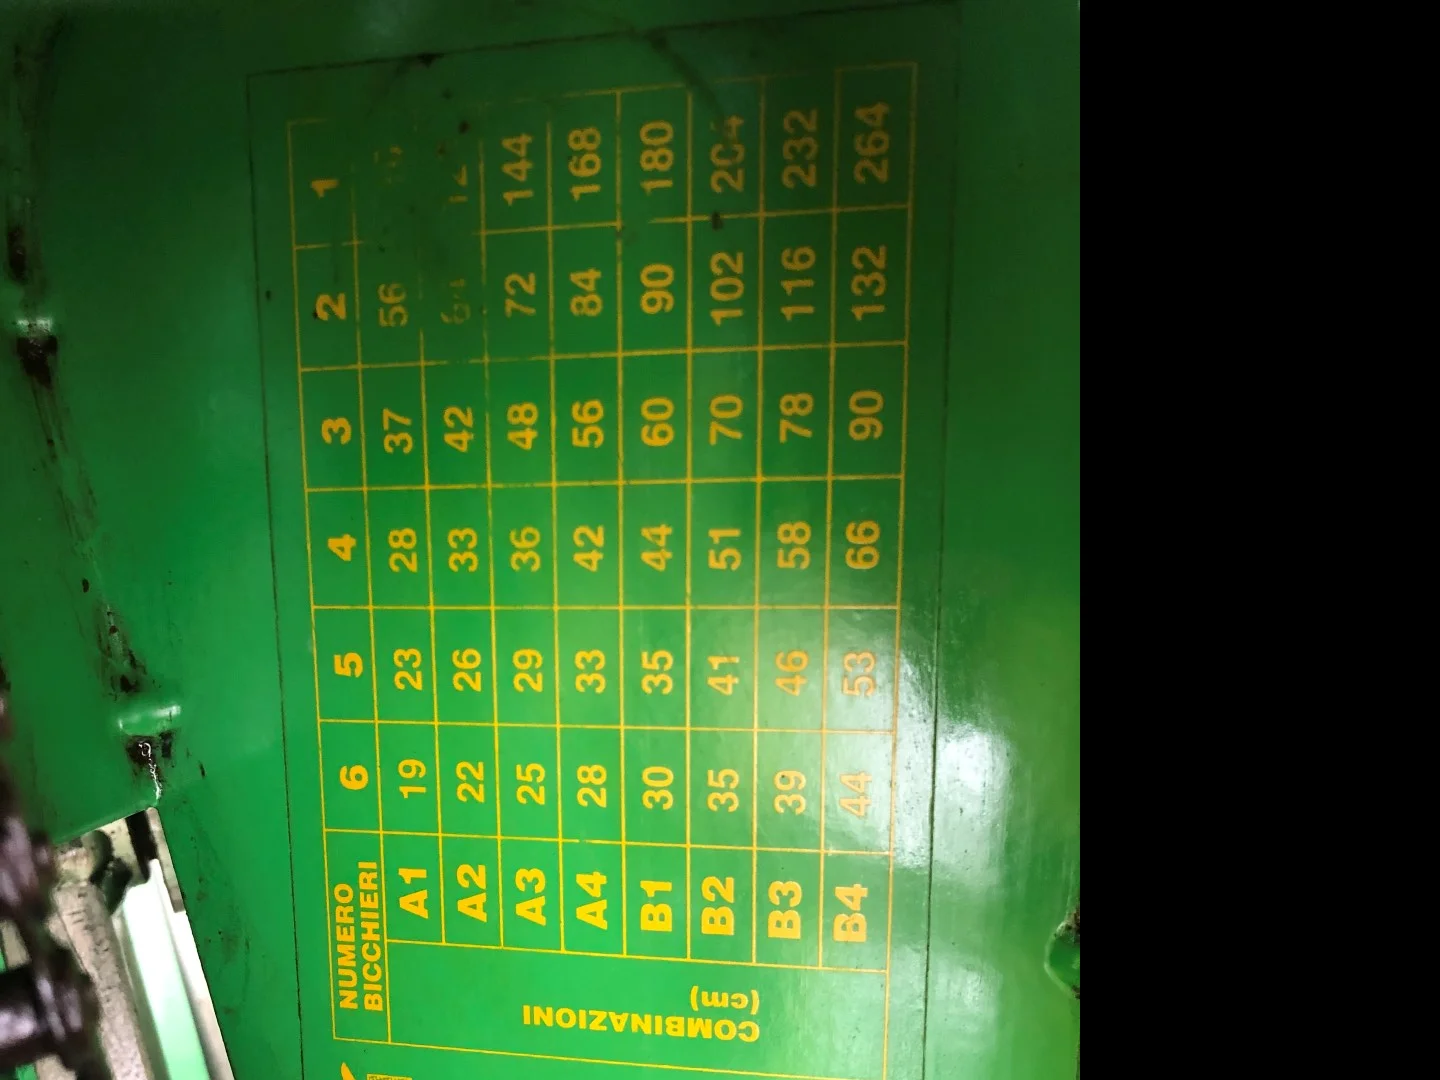 NUMERO BICCHIERI 6 5 4 3 2 1
COMBINAZIONI
(cm)
A1 19 23 28 37 56
A2 22 26 33 42
A3 25 29 36 48 72 144
A4 28 33 42 56 84 168
B1 30 35 44 60 90 180
B2 35 41 51 70 102 204
B3 39 46 58 78 116 232
B4 44 53 66 90 132 264